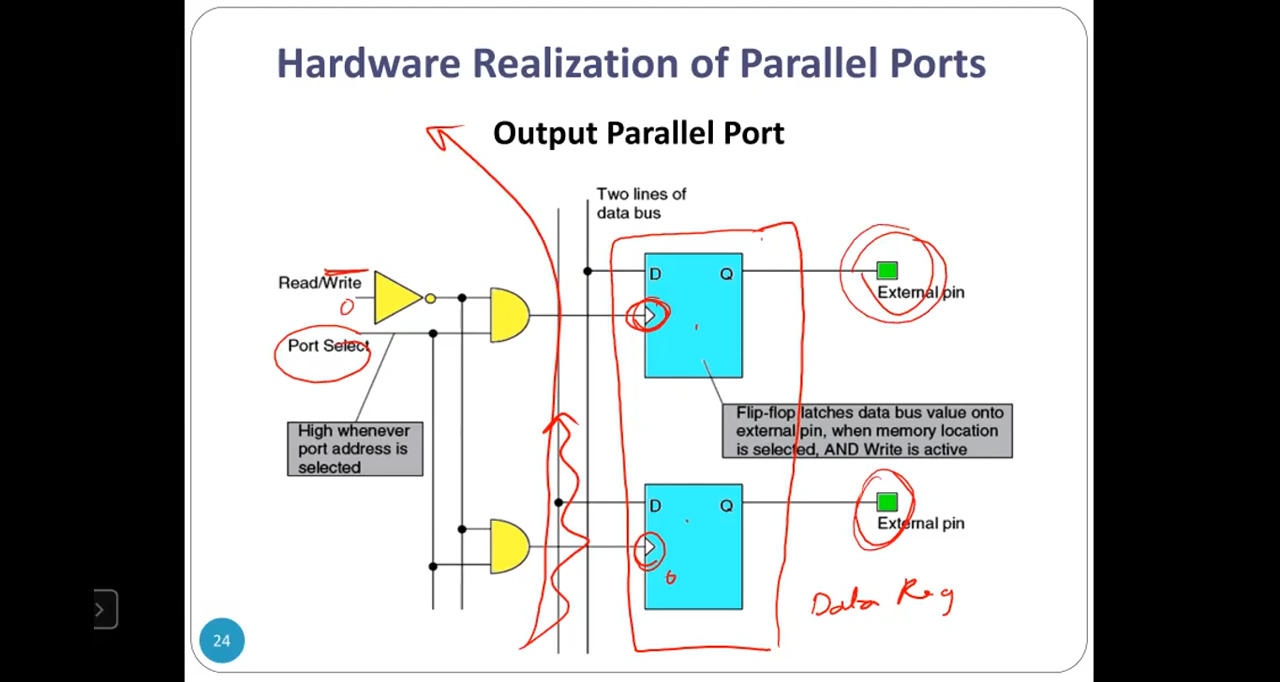 Hardware Realization of Parallel Ports
Output Parallel Port
Two lines of
data bus
Read/Write
0
Port Select
D
Q
External pin
High whenever
port address is
selected
Flip-flop latches data bus value onto
external pin, when memory location
is selected, AND Write is active
D
Q
External pin
Data Reg
24